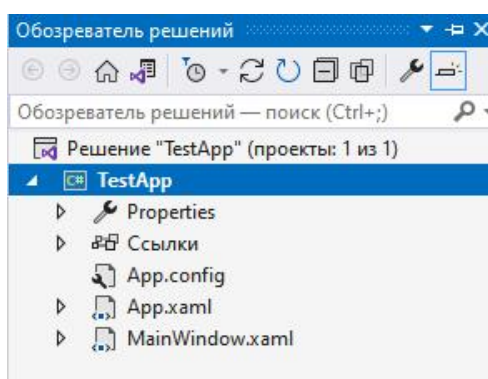 Обозреватель решений
Обозреватель решений — поиск (Ctrl+;)
Решение "TestApp" (проекты: 1 из 1)
C# TestApp
Properties
Ссылки
App.config
App.xaml
MainWindow.xaml